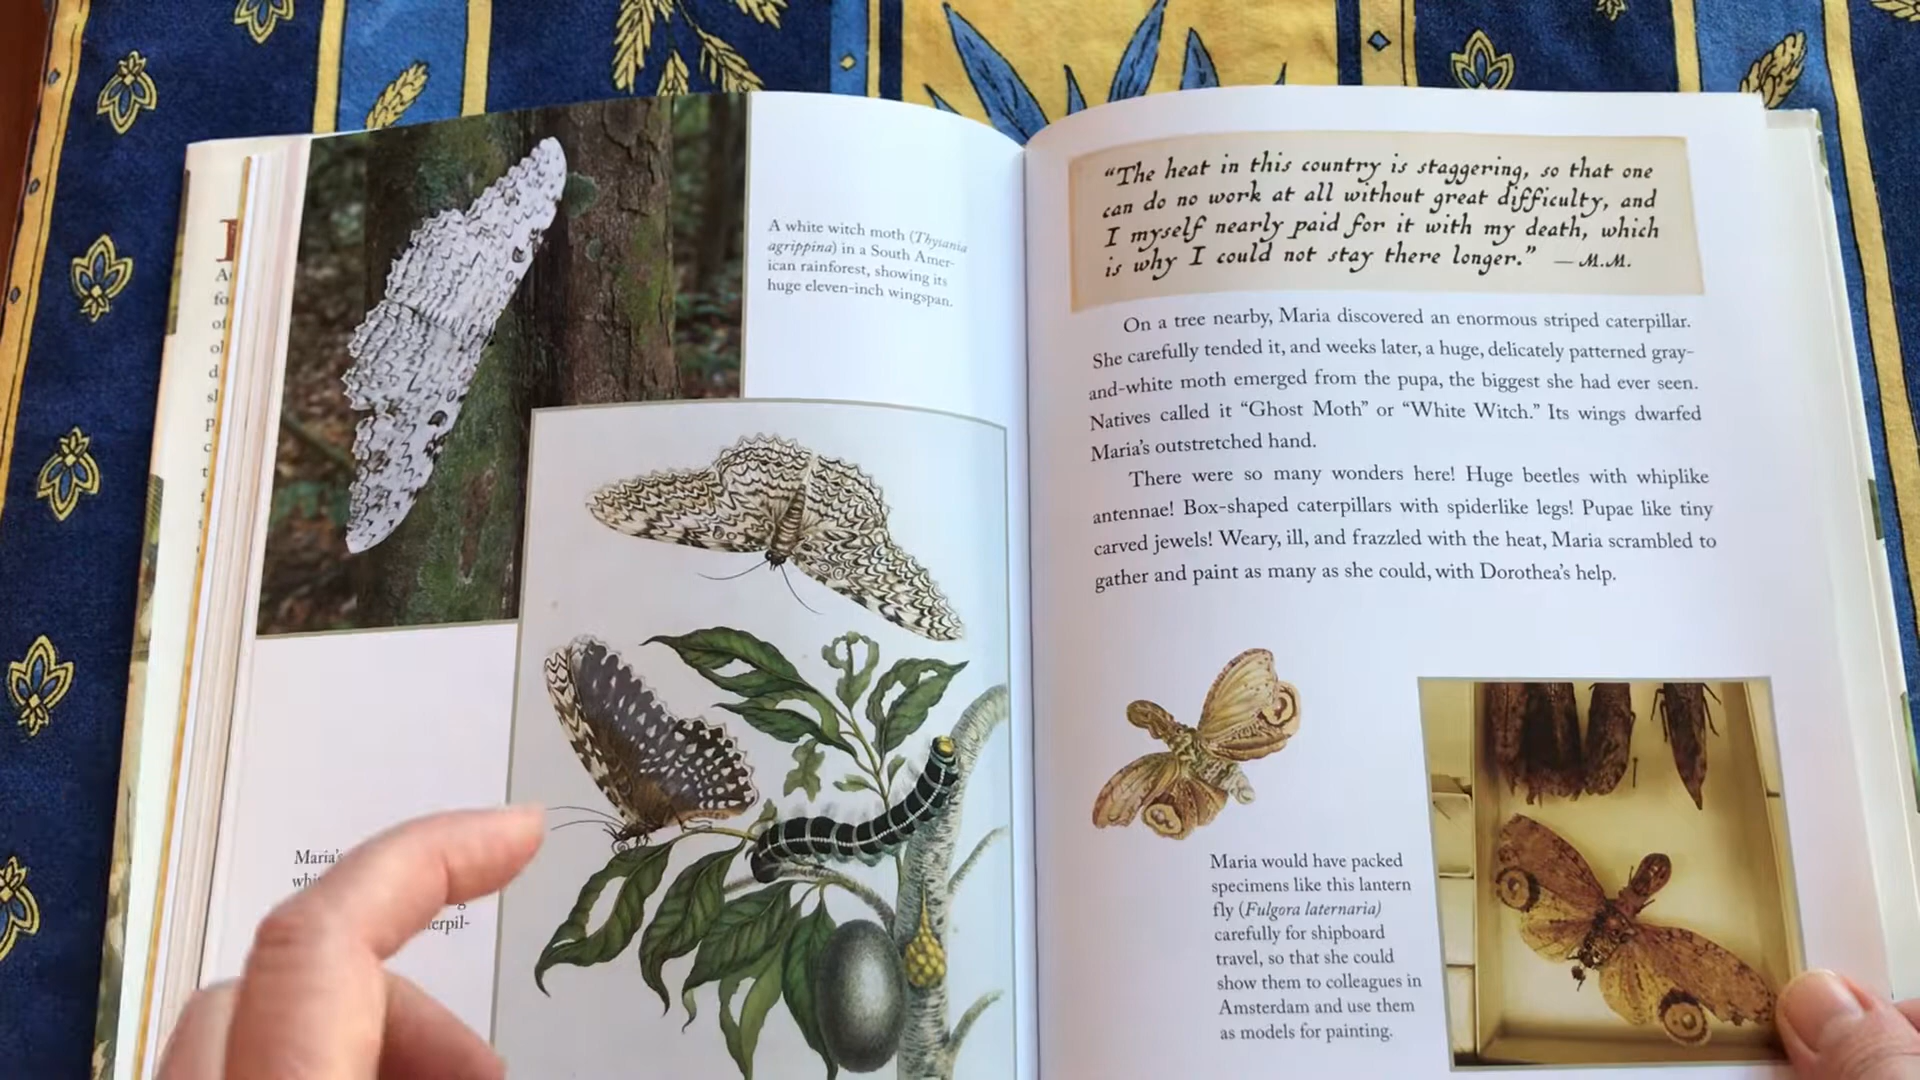 A white witch moth (Thysania
agrippina) in a South Amer-
ican rainforest, showing its
huge eleven-inch wingspan.
Maria's
terpil-
“The heat in this country is staggering, so that one
can do no work at all without great difficulty, and
I myself nearly paid for it with my death, which
is why I could not stay there longer.” — M.M.
On a tree nearby, Maria discovered an enormous striped caterpillar.
She carefully tended it, and weeks later, a huge, delicately patterned gray-
and-white moth emerged from the pupa, the biggest she had ever seen.
Natives called it “Ghost Moth” or “White Witch.” Its wings dwarfed
Maria’s outstretched hand.
There were so many wonders here! Huge beetles with whiplike
antennae! Box-shaped caterpillars with spiderlike legs! Pupae like tiny
carved jewels! Weary, ill, and frazzled with the heat, Maria scrambled to
gather and paint as many as she could, with Dorothea’s help.
Maria would have packed
specimens like this lantern
fly (Fulgora laternaria)
carefully for shipboard
travel, so that she could
show them to colleagues in
Amsterdam and use them
as models for painting.